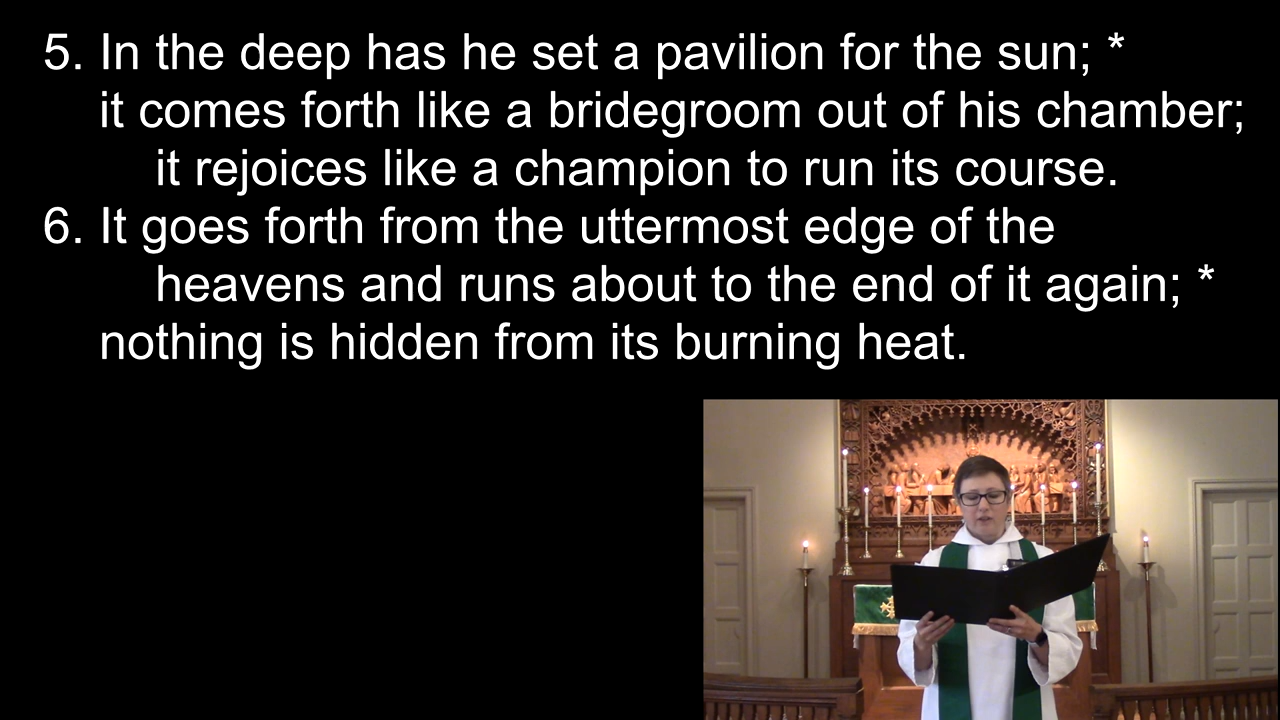 5. In the deep has he set a pavilion for the sun; *
it comes forth like a bridegroom out of his chamber;
it rejoices like a champion to run its course.
6. It goes forth from the uttermost edge of the
heavens and runs about to the end of it again; *
nothing is hidden from its burning heat.